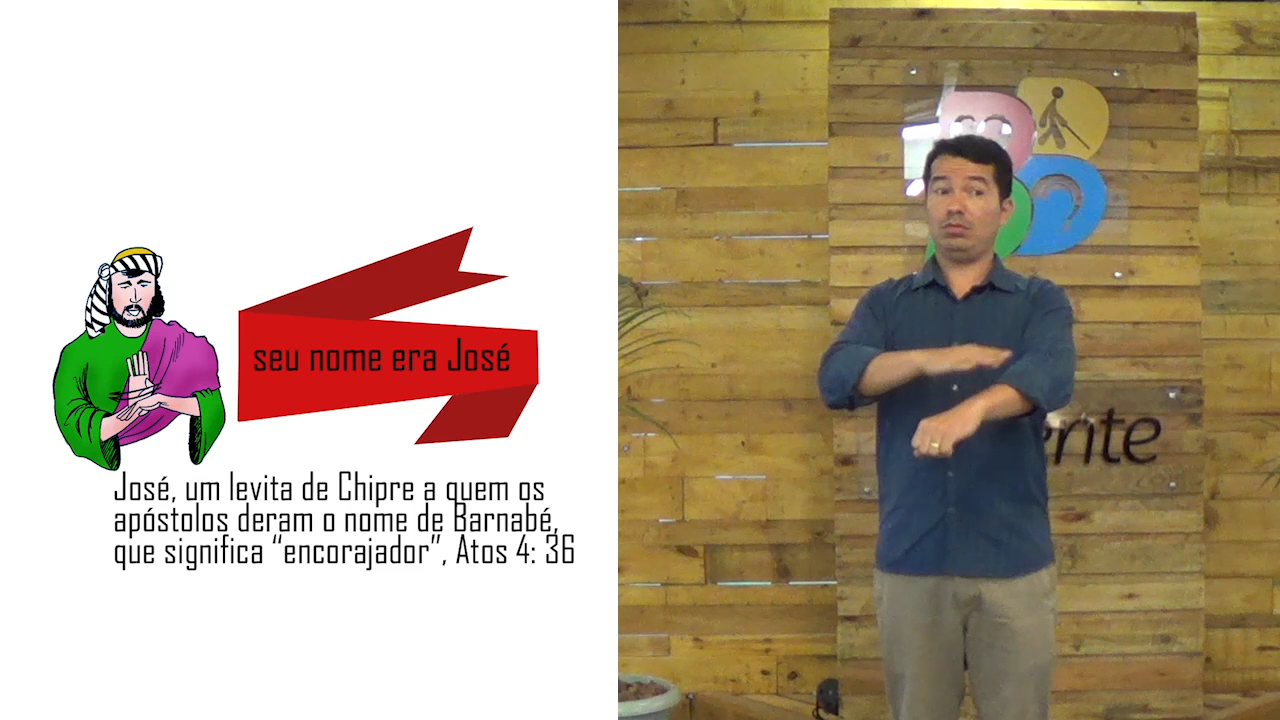 seu nome era José
José, um levita de Chipre a quem os
apóstolos deram o nome de Barnabé,
que significa “encorajador”, Atos 4: 36